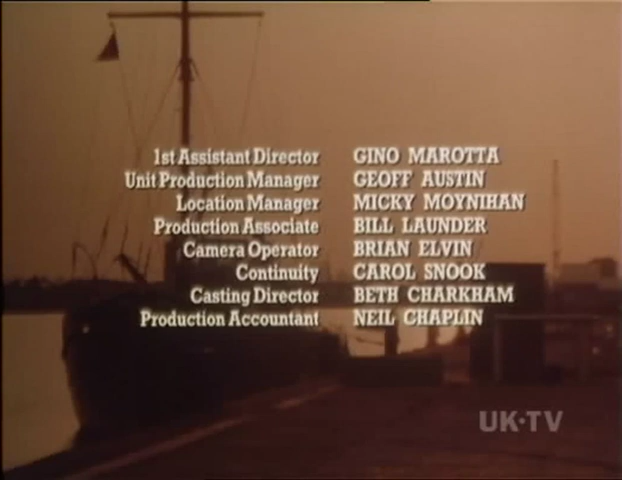 1st Assistant Director GINO MAROTTA
Unit Production Manager GEOFF AUSTIN
Location Manager MICKY MOYNIHAN
Production Associate BILL LAUNDER
Camera Operator BRIAN ELVIN
Continuity CAROL SNOOK
Casting Director BETH CHARKHAM
Production Accountant NEIL CHAPLIN
UK·TV